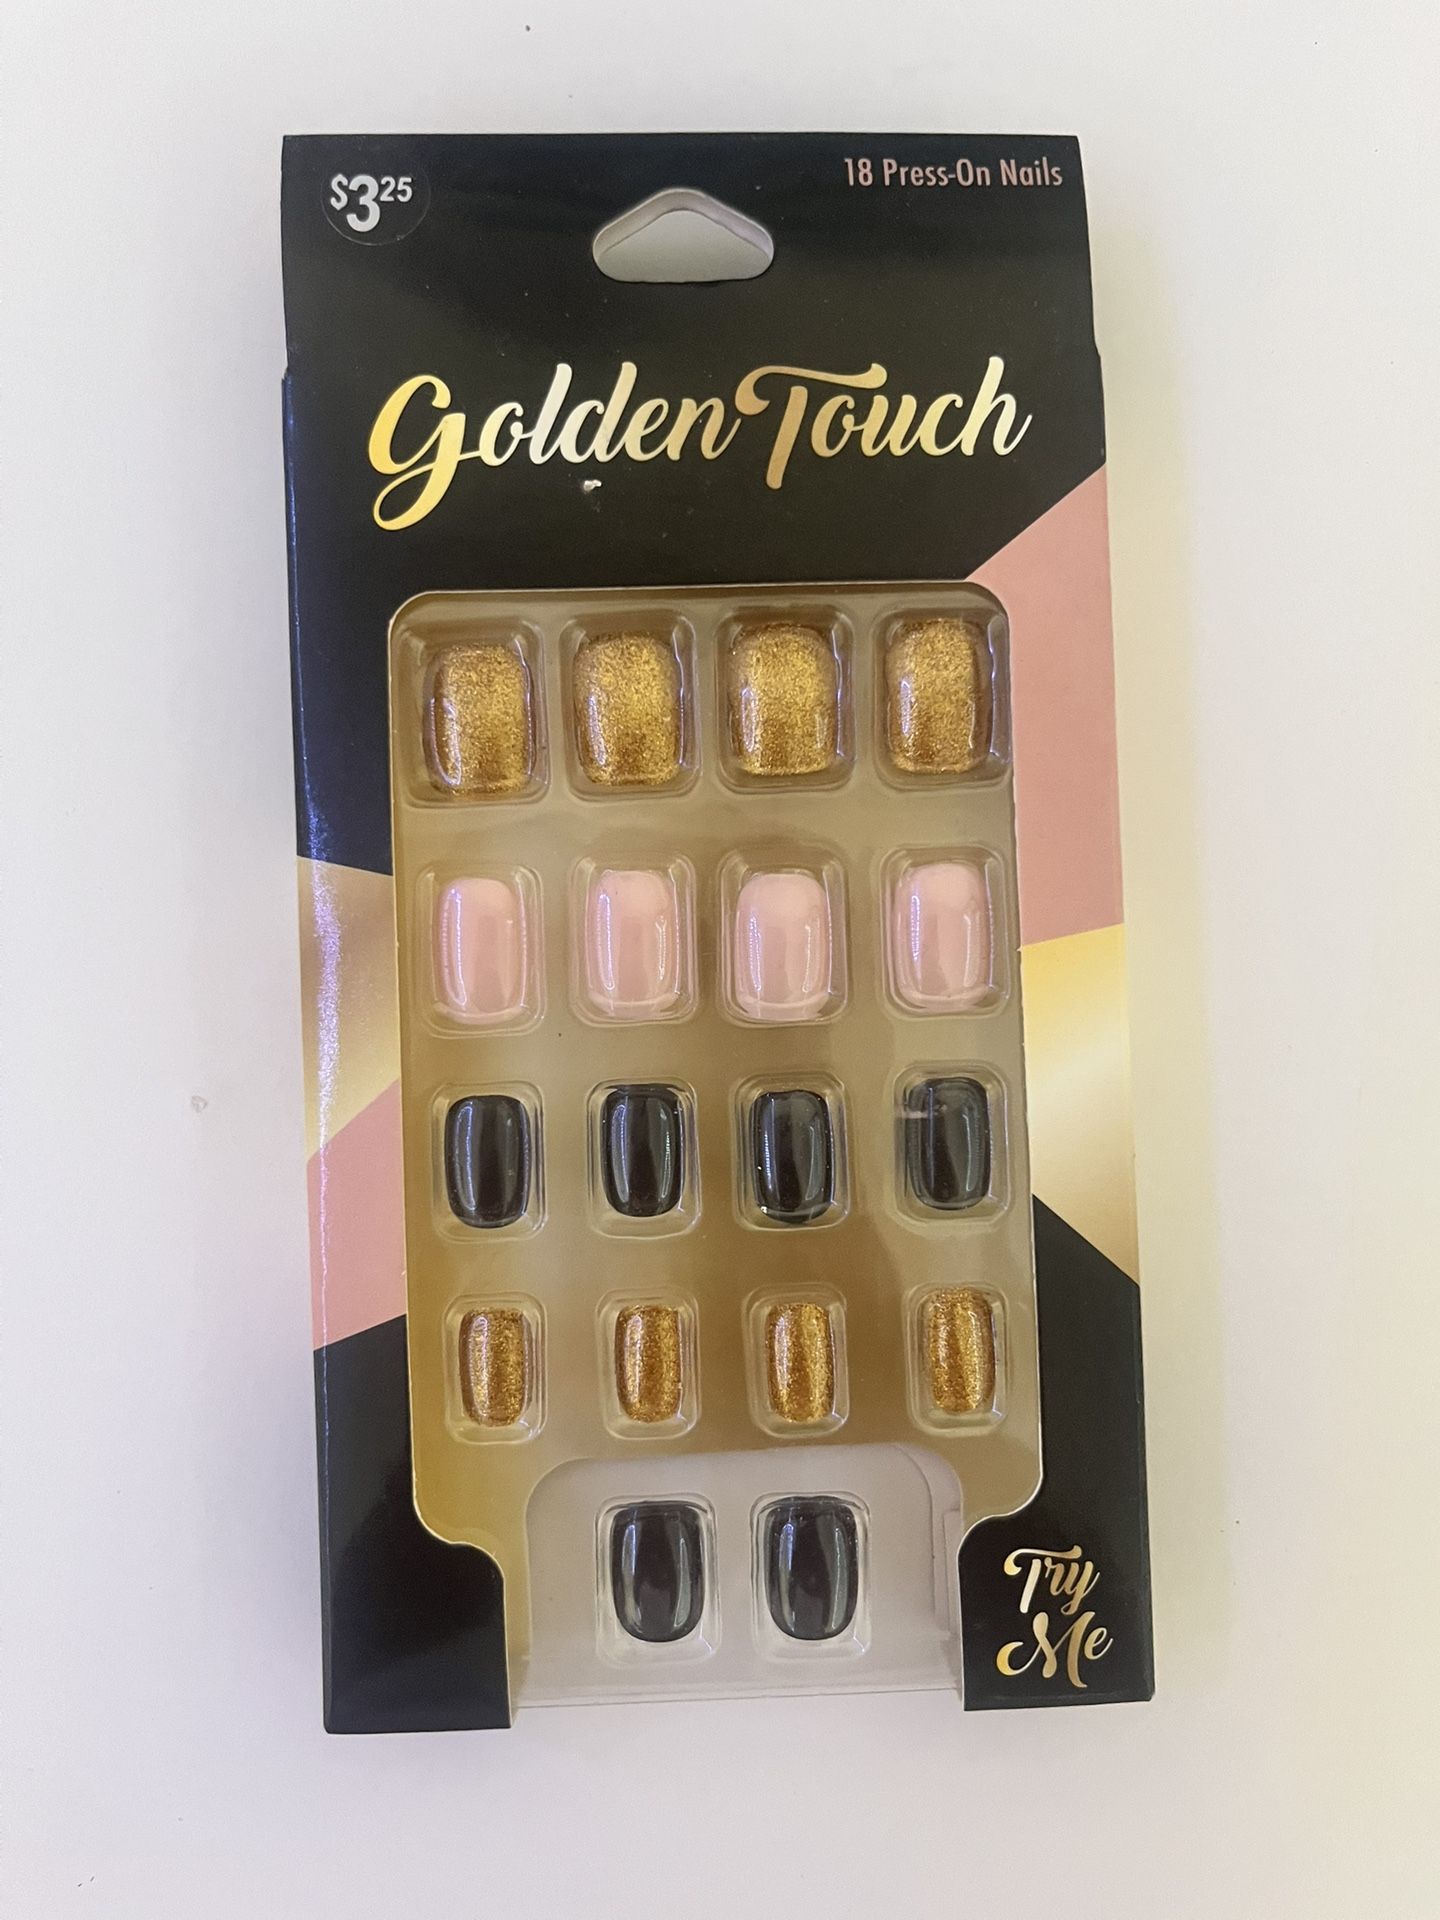 $3.25
18 Press-On Nails
Golden Touch
Try
Me